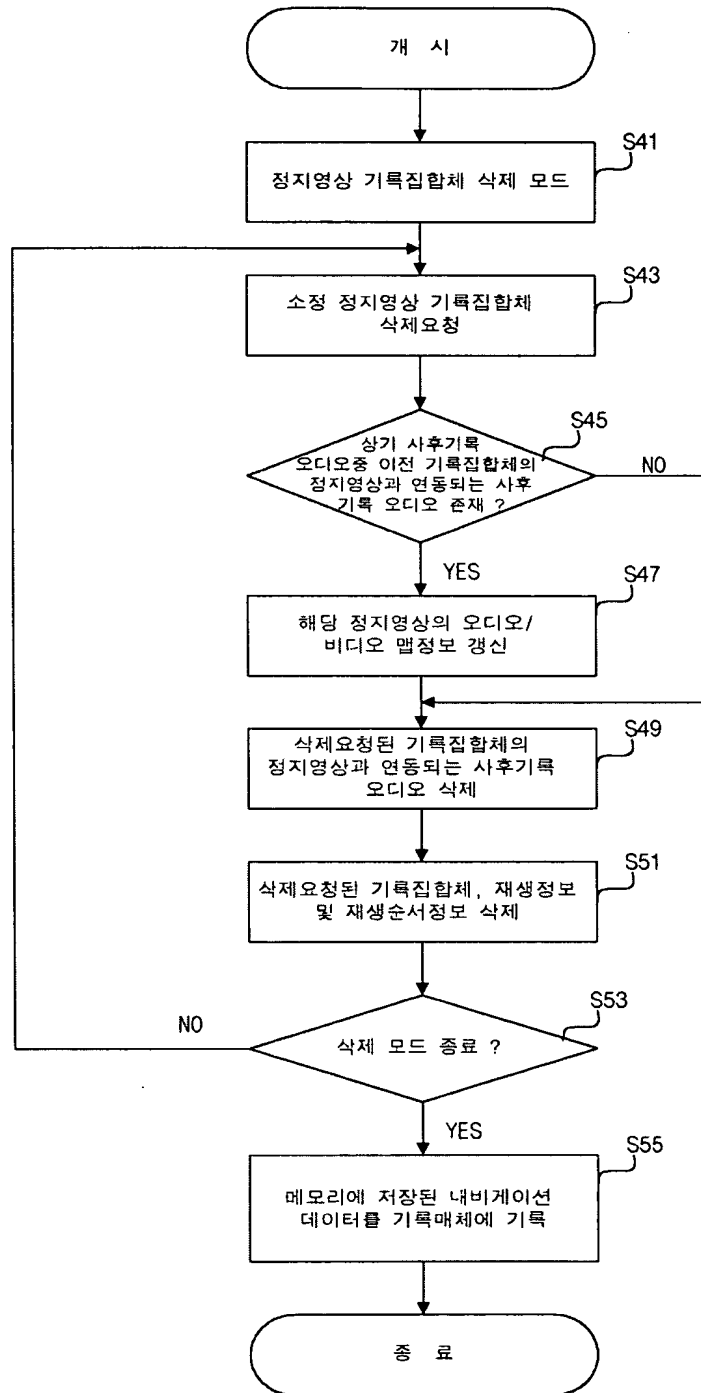 개 시
S41
정지영상 기록집합체 삭제 모드
S43
소정 정지영상 기록집합체
삭제요청
S45
상기 사후기록
오디오중 이전 기록집합체의
정지영상과 연동되는 사후
기록 오디오 존재 ?
NO
YES
S47
해당 정지영상의 오디오/
비디오 맵정보 갱신
S49
삭제요청된 기록집합체의
정지영상과 연동되는 사후기록
오디오 삭제
S51
삭제요청된 기록집합체, 재생정보
및 재생순서정보 삭제
S53
NO
삭제 모드 종료 ?
YES
S55
메모리에 저장된 내비게이션
데이터를 기록매체에 기록
종 료